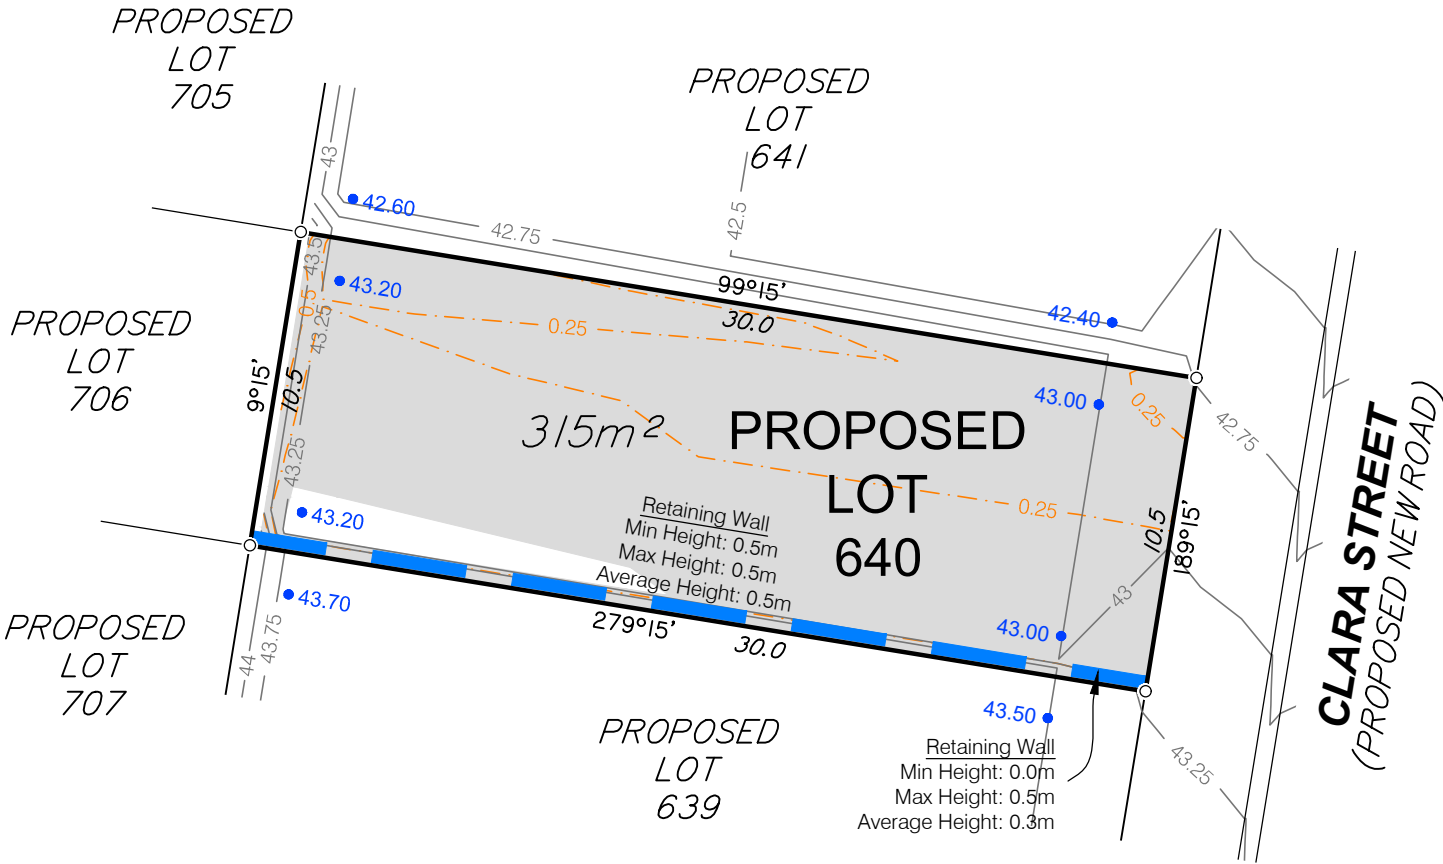 PROPOSED
LOT
705
PROPOSED
LOT
641
43
42.60
42.5
42.75
43.5
43.20
99°15'
30.0
42.40
0.5
43.25
0.25
PROPOSED
LOT
706
9°15'
10.5
43.00
0.25
42.75
315m²
PROPOSED
LOT
640
43.25
43.20
Retaining Wall
Min Height: 0.5m
Max Height: 0.5m
Average Height: 0.5m
0.25
10.5
189°15'
CLARA STREET
(PROPOSED NEW ROAD)
43.70
43
43.00
279°15'
30.0
PROPOSED
LOT
707
44
43.75
43.50
PROPOSED
LOT
639
Retaining Wall
Min Height: 0.0m
Max Height: 0.5m
Average Height: 0.3m
43.25